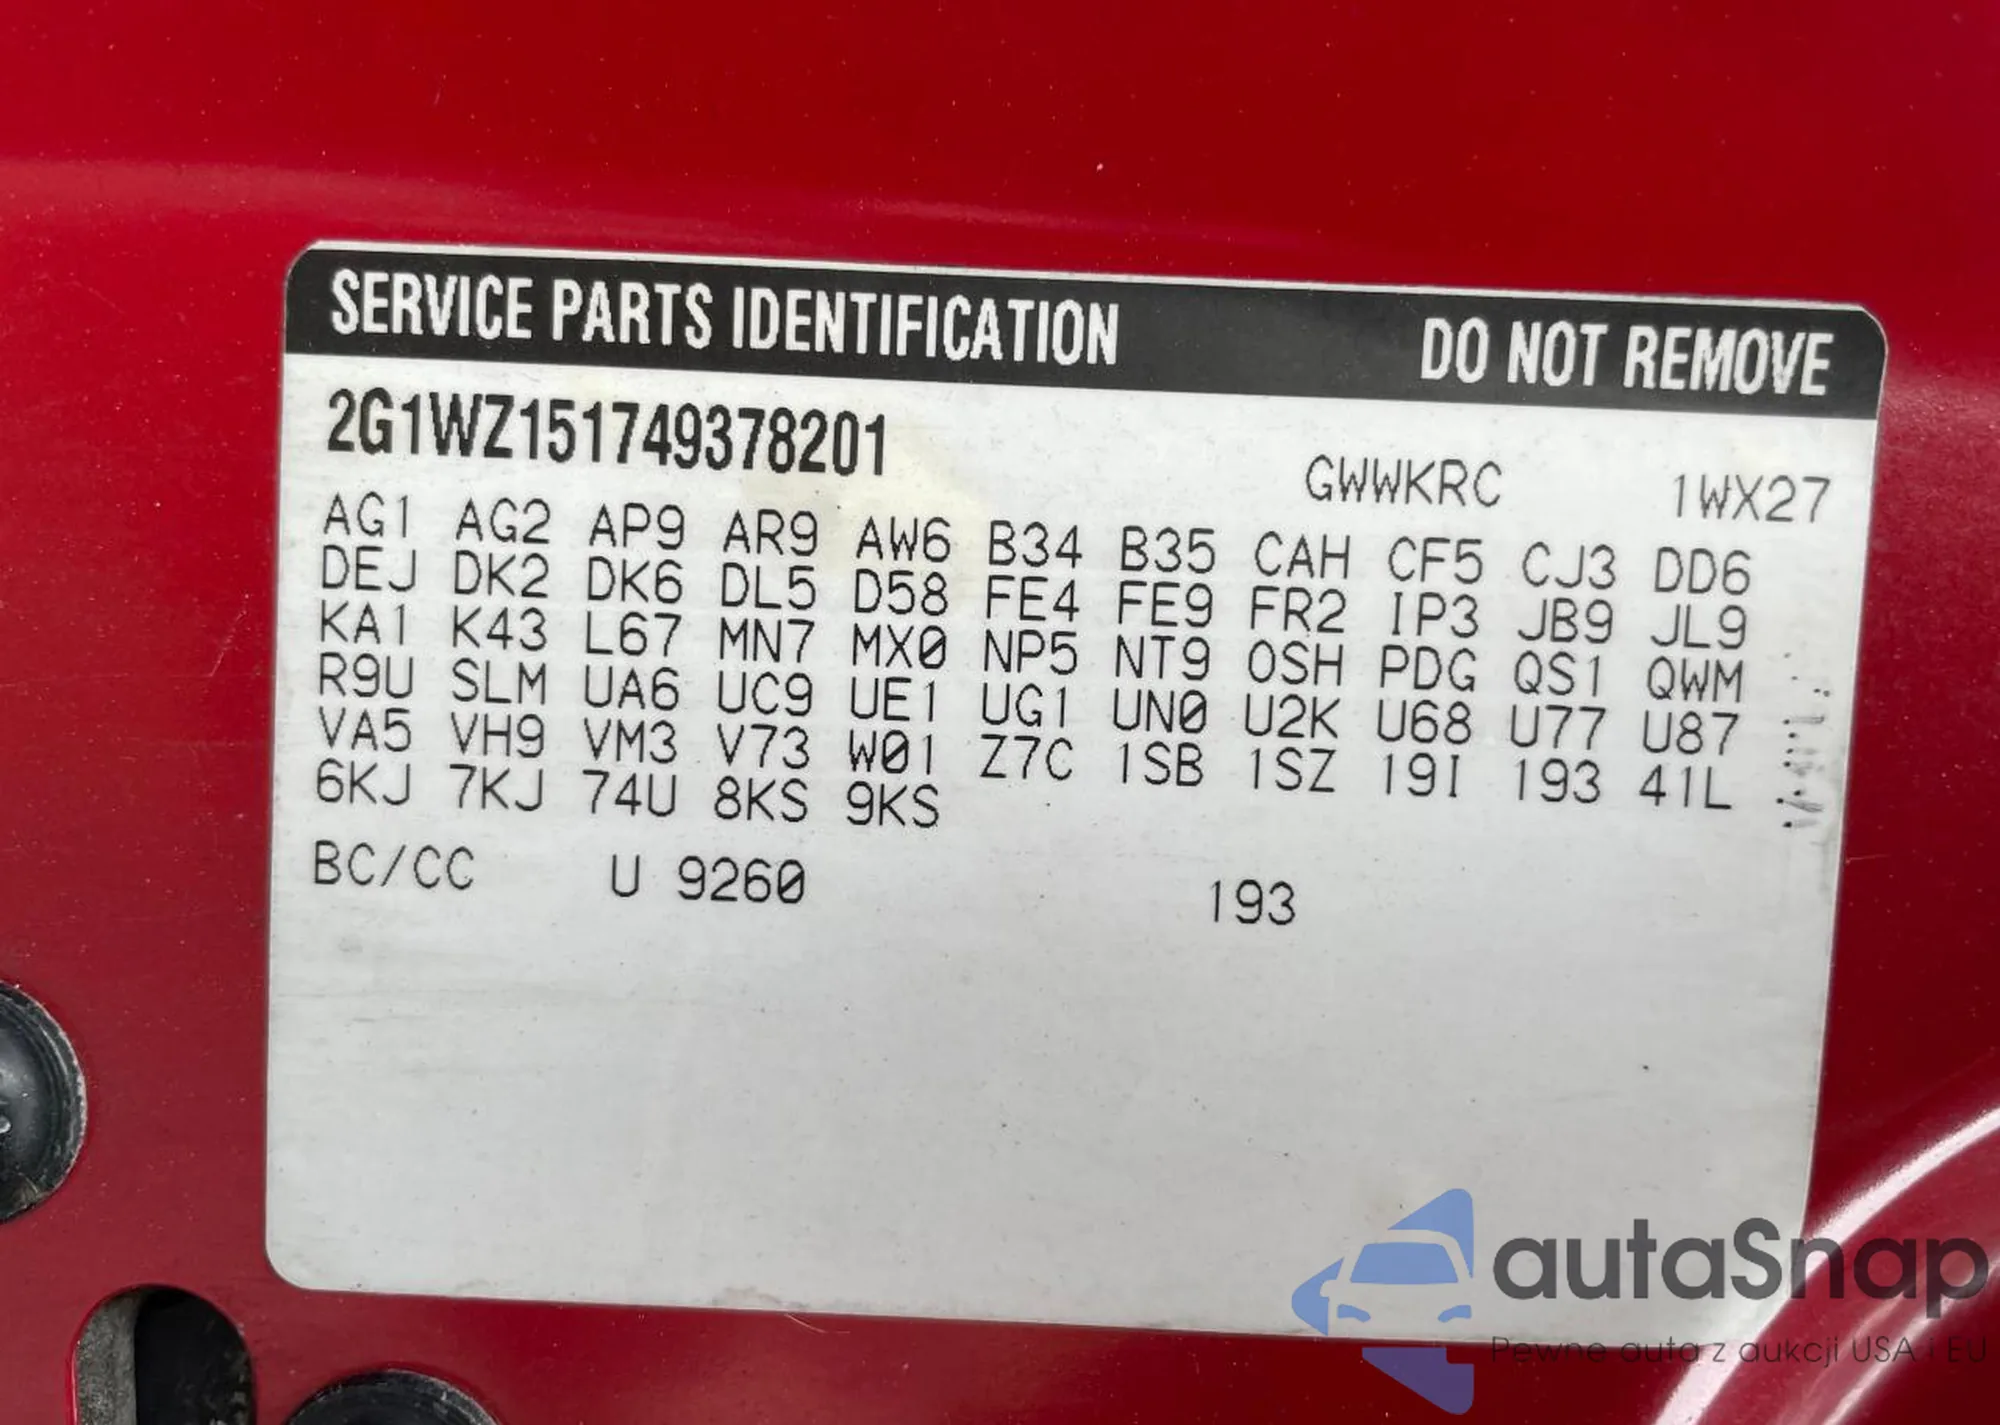 SERVICE PARTS IDENTIFICATION DO NOT REMOVE
2G1WZ151749378201
GWWKRC 1WX27
AG1 AG2 AP9 AR9 AW6 B34 B35 CAH CF5 CJ3 DD6
DEJ DK2 DK6 DL5 D58 FE4 FE9 FR2 IP3 JB9 JL9
KA1 K43 L67 MN7 MX0 NP5 NT9 OSH PDG QS1 QWM
R9U SLM UA6 UC9 UE1 UG1 UN0 U2K U68 U77 U87
VA5 VH9 VM3 V73 W01 Z7C 1SB 1SZ 19I 193 41L
6KJ 7KJ 74U 8KS 9KS
BC/CC U 9260 193
autaSnap
Pewne auta z aukcji USA i EU